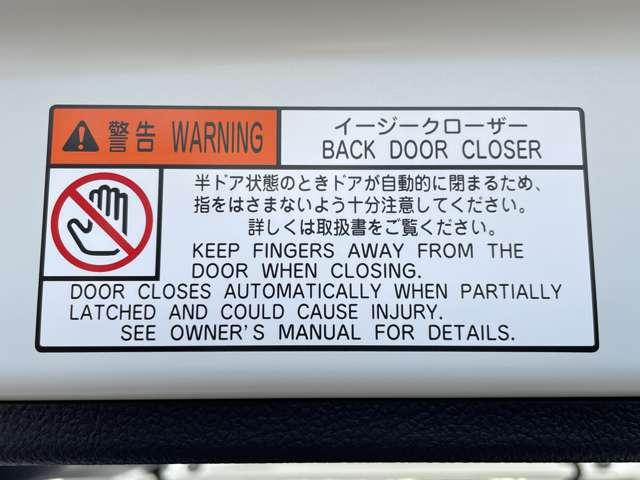 警告 WARNING
イージークローザー
BACK DOOR CLOSER
半ドア状態のときドアが自動的に閉まるため、
指をはさまないよう十分注意してください。
詳しくは取扱書をご覧ください。
KEEP FINGERS AWAY FROM THE
DOOR WHEN CLOSING.
DOOR CLOSES AUTOMATICALLY WHEN PARTIALLY
LATCHED AND COULD CAUSE INJURY.
SEE OWNER'S MANUAL FOR DETAILS.